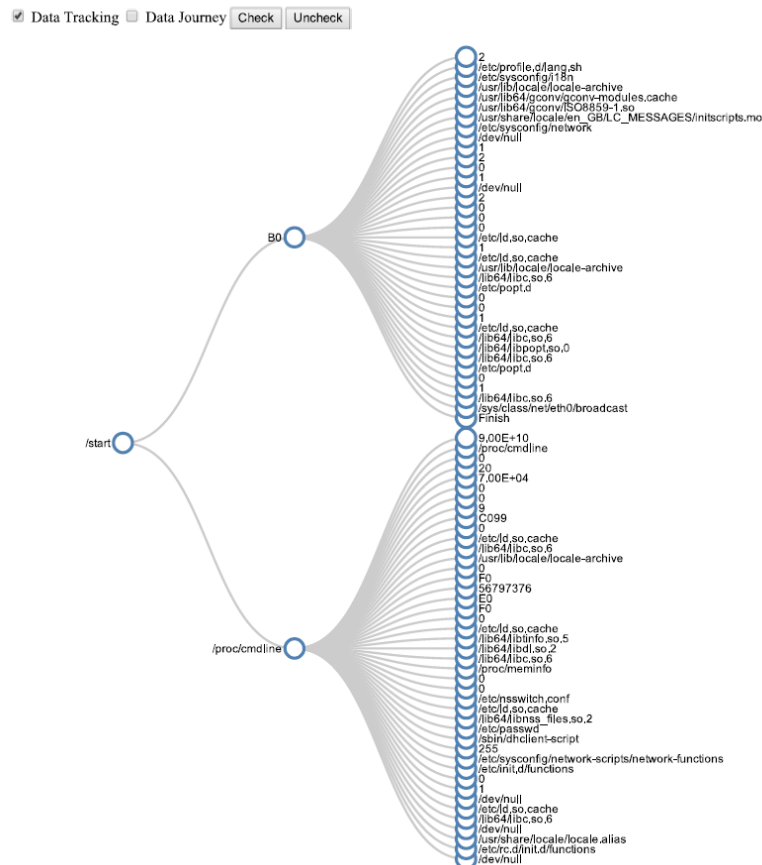 Data Tracking Data Journey Check Uncheck
2
/etc/profile,d/lang,sh
/etc/sysconfig/i18n
/usr/lib/locale/locale-archive
/usr/lib64/gconv/gconv-modules,cache
/usr/lib64/gconv/ISO8859-1,so
/usr/share/locale/en_GB/LC_MESSAGES/initscripts,mo
/etc/sysconfig/network
/dev/null
1
2
0
1
/dev/null
2
0
0
0
B0
/etc/ld,so,cache
1
/etc/ld,so,cache
/usr/lib/locale/locale-archive
/lib64/libc,so,6
/etc/popt,d
0
0
1
/etc/ld,so,cache
/lib64/libc,so,6
/lib64/libpopt,so,0
/lib64/libc,so,6
/etc/popt,d
0
1
/lib64/libc,so,6
/sys/class/net/eth0/broadcast
Finish
/start
9,00E+10
/proc/cmdline
0
20
7,00E+04
0
0
9
C099
0
/etc/ld,so,cache
/lib64/libc,so,6
/usr/lib/locale/locale-archive
0
F0
56797376
E0
F0
0
/etc/ld,so,cache
/lib64/libtinfo,so,5
/proc/cmdline
/lib64/libdl,so,2
/lib64/libc,so,6
/proc/meminfo
0
0
/etc/nsswitch,conf
/etc/ld,so,cache
/lib64/libnss_files,so,2
/etc/passwd
/sbin/dhclient-script
255
/etc/sysconfig/network-scripts/network-functions
/etc/init,d/functions
0
1
/dev/null
/etc/ld,so,cache
/lib64/libc,so,6
/dev/null
/usr/share/locale/locale,alias
/etc/rc,d/init,d/functions
/dev/null